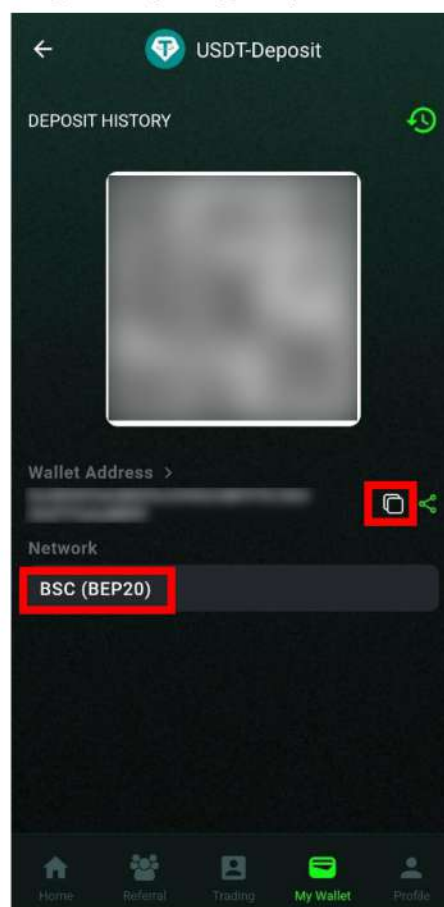 USDT-Deposit
DEPOSIT HISTORY
Wallet Address >
Network
BSC (BEP20)
Home
Referral
Trading
My Wallet
Profile